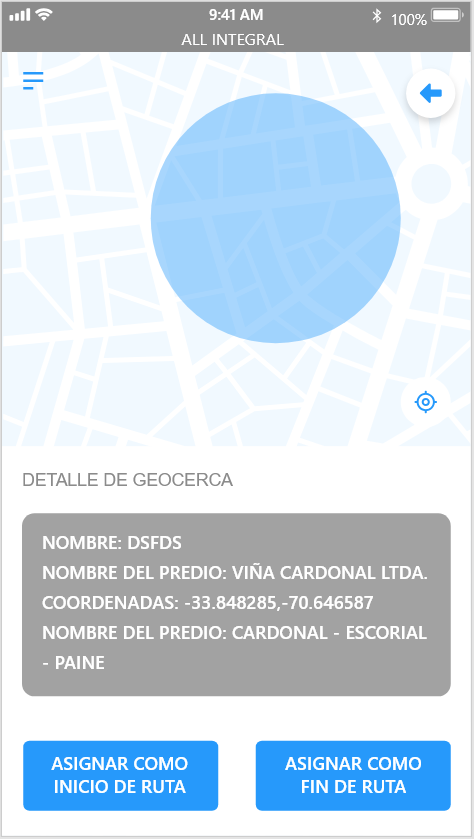 9:41 AM
100%
ALL INTEGRAL
DETALLE DE GEOCERCA
NOMBRE: DSFDS
NOMBRE DEL PREDIO: VIÑA CARDONAL LTDA.
COORDENADAS: -33.848285,-70.646587
NOMBRE DEL PREDIO: CARDONAL - ESCORIAL
- PAINE
ASIGNAR COMO
INICIO DE RUTA
ASIGNAR COMO
FIN DE RUTA